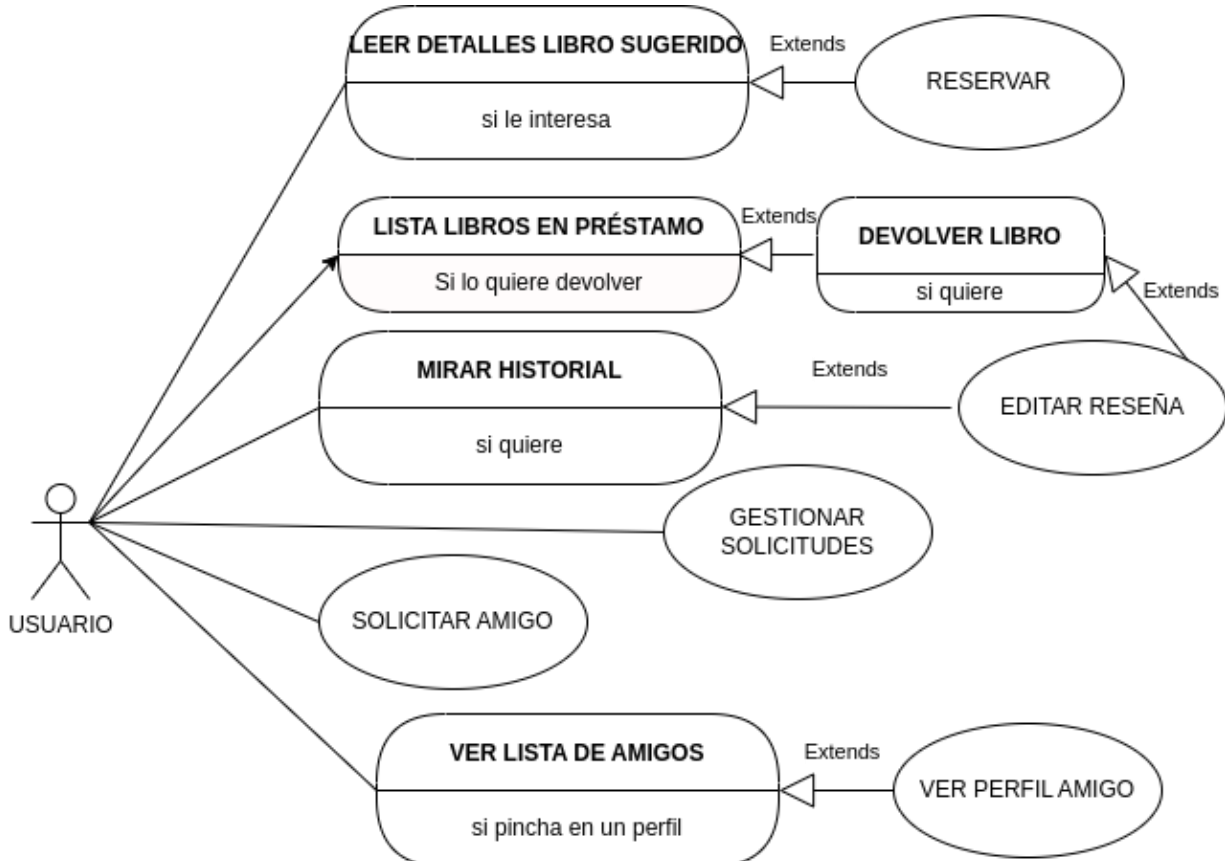 LEER DETALLES LIBRO SUGERIDO
si le interesa
Extends
RESERVAR
LISTA LIBROS EN PRÉSTAMO
Si lo quiere devolver
Extends
DEVOLVER LIBRO
si quiere
Extends
MIRAR HISTORIAL
si quiere
Extends
EDITAR RESEÑA
GESTIONAR
SOLICITUDES
USUARIO
SOLICITAR AMIGO
VER LISTA DE AMIGOS
si pincha en un perfil
Extends
VER PERFIL AMIGO